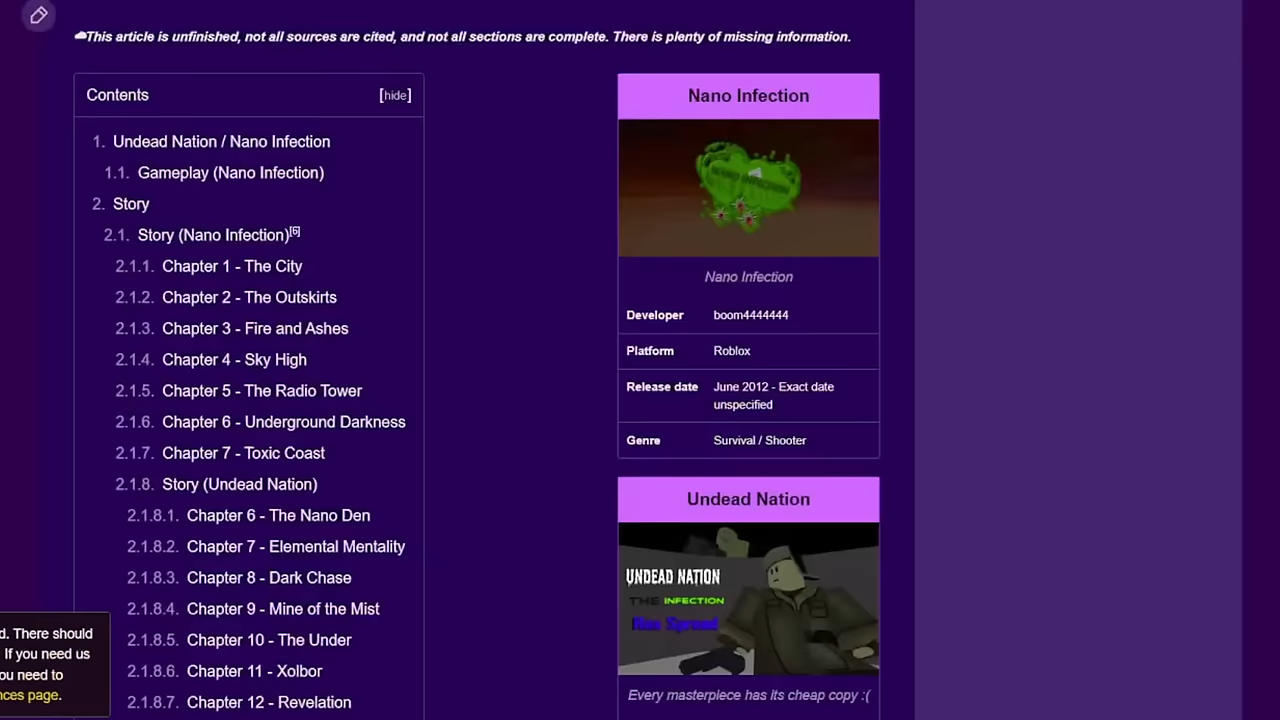 This article is unfinished, not all sources are cited, and not all sections are complete. There is plenty of missing information.
Contents [hide]
1. Undead Nation / Nano Infection
1.1. Gameplay (Nano Infection)
2. Story
2.1. Story (Nano Infection)[6]
2.1.1. Chapter 1 - The City
2.1.2. Chapter 2 - The Outskirts
2.1.3. Chapter 3 - Fire and Ashes
2.1.4. Chapter 4 - Sky High
2.1.5. Chapter 5 - The Radio Tower
2.1.6. Chapter 6 - Underground Darkness
2.1.7. Chapter 7 - Toxic Coast
2.1.8. Story (Undead Nation)
2.1.8.1. Chapter 6 - The Nano Den
2.1.8.2. Chapter 7 - Elemental Mentality
2.1.8.3. Chapter 8 - Dark Chase
2.1.8.4. Chapter 9 - Mine of the Mist
2.1.8.5. Chapter 10 - The Under
2.1.8.6. Chapter 11 - Xolbor
2.1.8.7. Chapter 12 - Revelation
d. There should
If you need us
ou need to
nces page.
Nano Infection
NANO INFECTION
Nano Infection
Developer boom4444444
Platform Roblox
Release date June 2012 - Exact date
unspecified
Genre Survival / Shooter
Undead Nation
UNDEAD NATION
THE INFECTION
Has Spread
Every masterpiece has its cheap copy :(